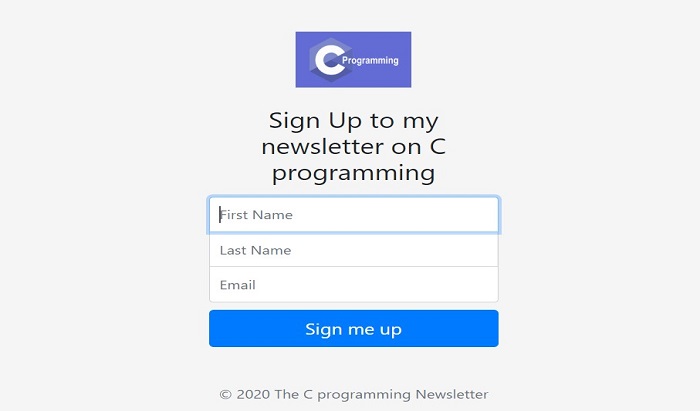 C Programming
Sign Up to my
newsletter on C
programming
First Name
Last Name
Email
Sign me up
© 2020 The C programming Newsletter